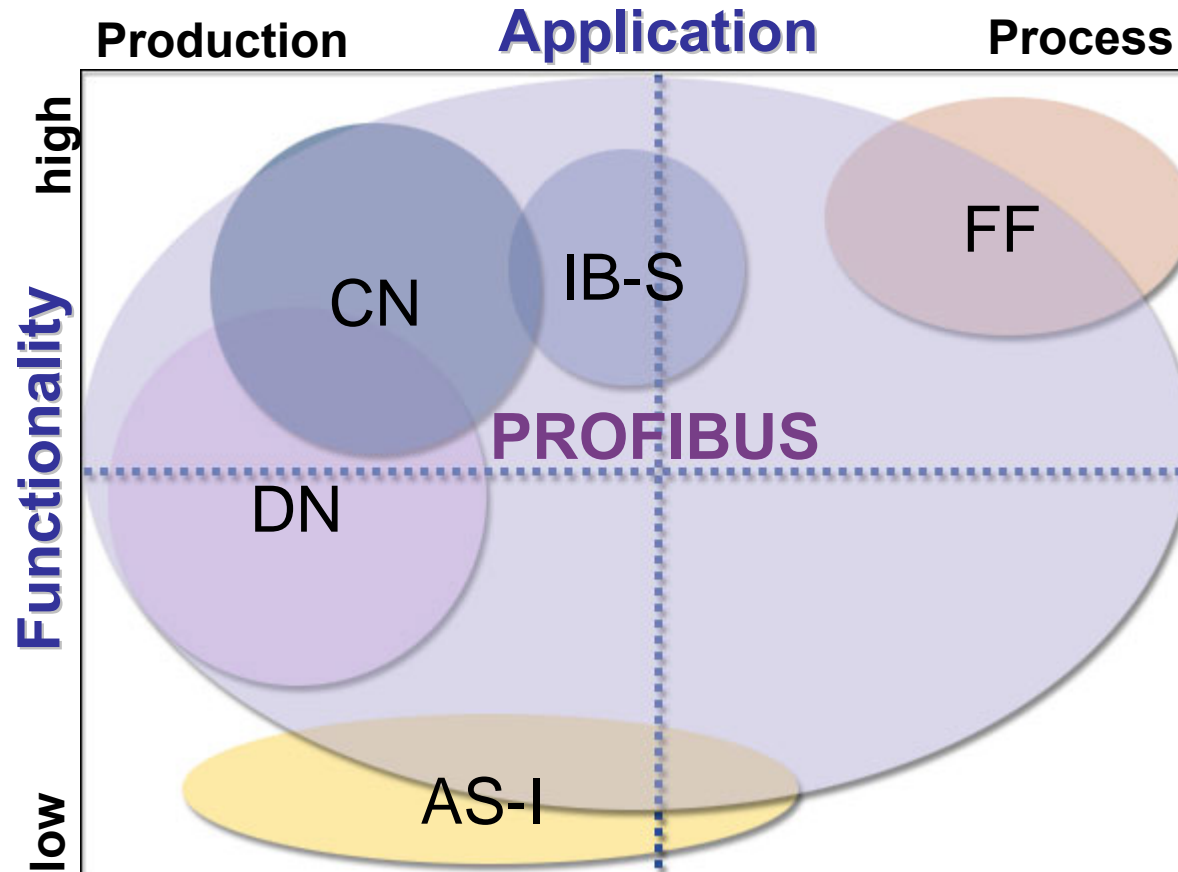 Production
Application
Process
high
Functionality
low
CN
IB-S
FF
PROFIBUS
DN
AS-I